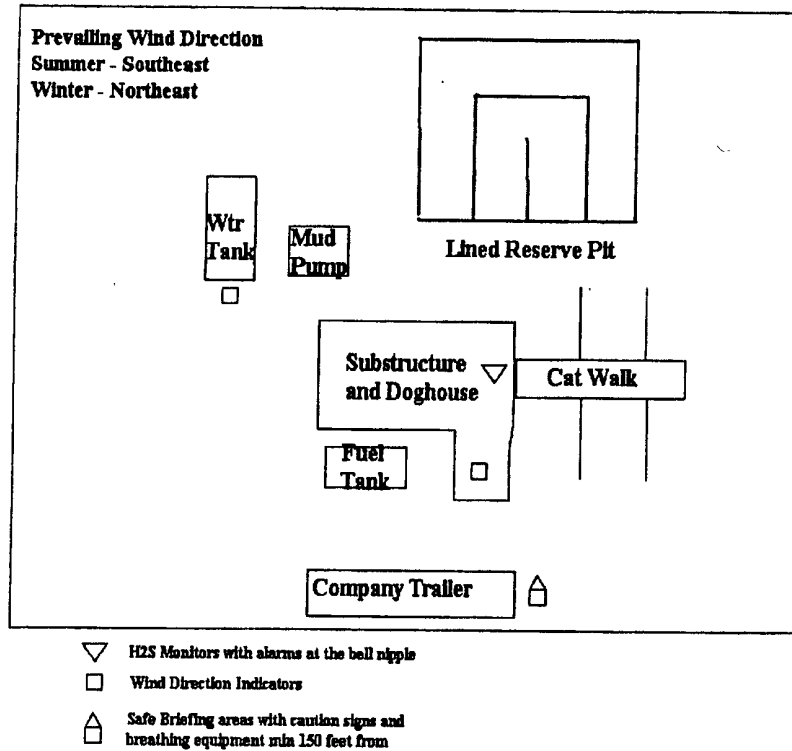 Prevailing Wind Direction
Summer - Southeast
Winter - Northeast
Wtr
Tank
Mud
Pump
Lined Reserve Pit
Substructure
and Doghouse
Cat Walk
Fuel
Tank
Company Trailer
H2S Monitors with alarms at the bell nipple
Wind Direction Indicators
Safe Briefing areas with caution signs and
breathing equipment min 150 feet from